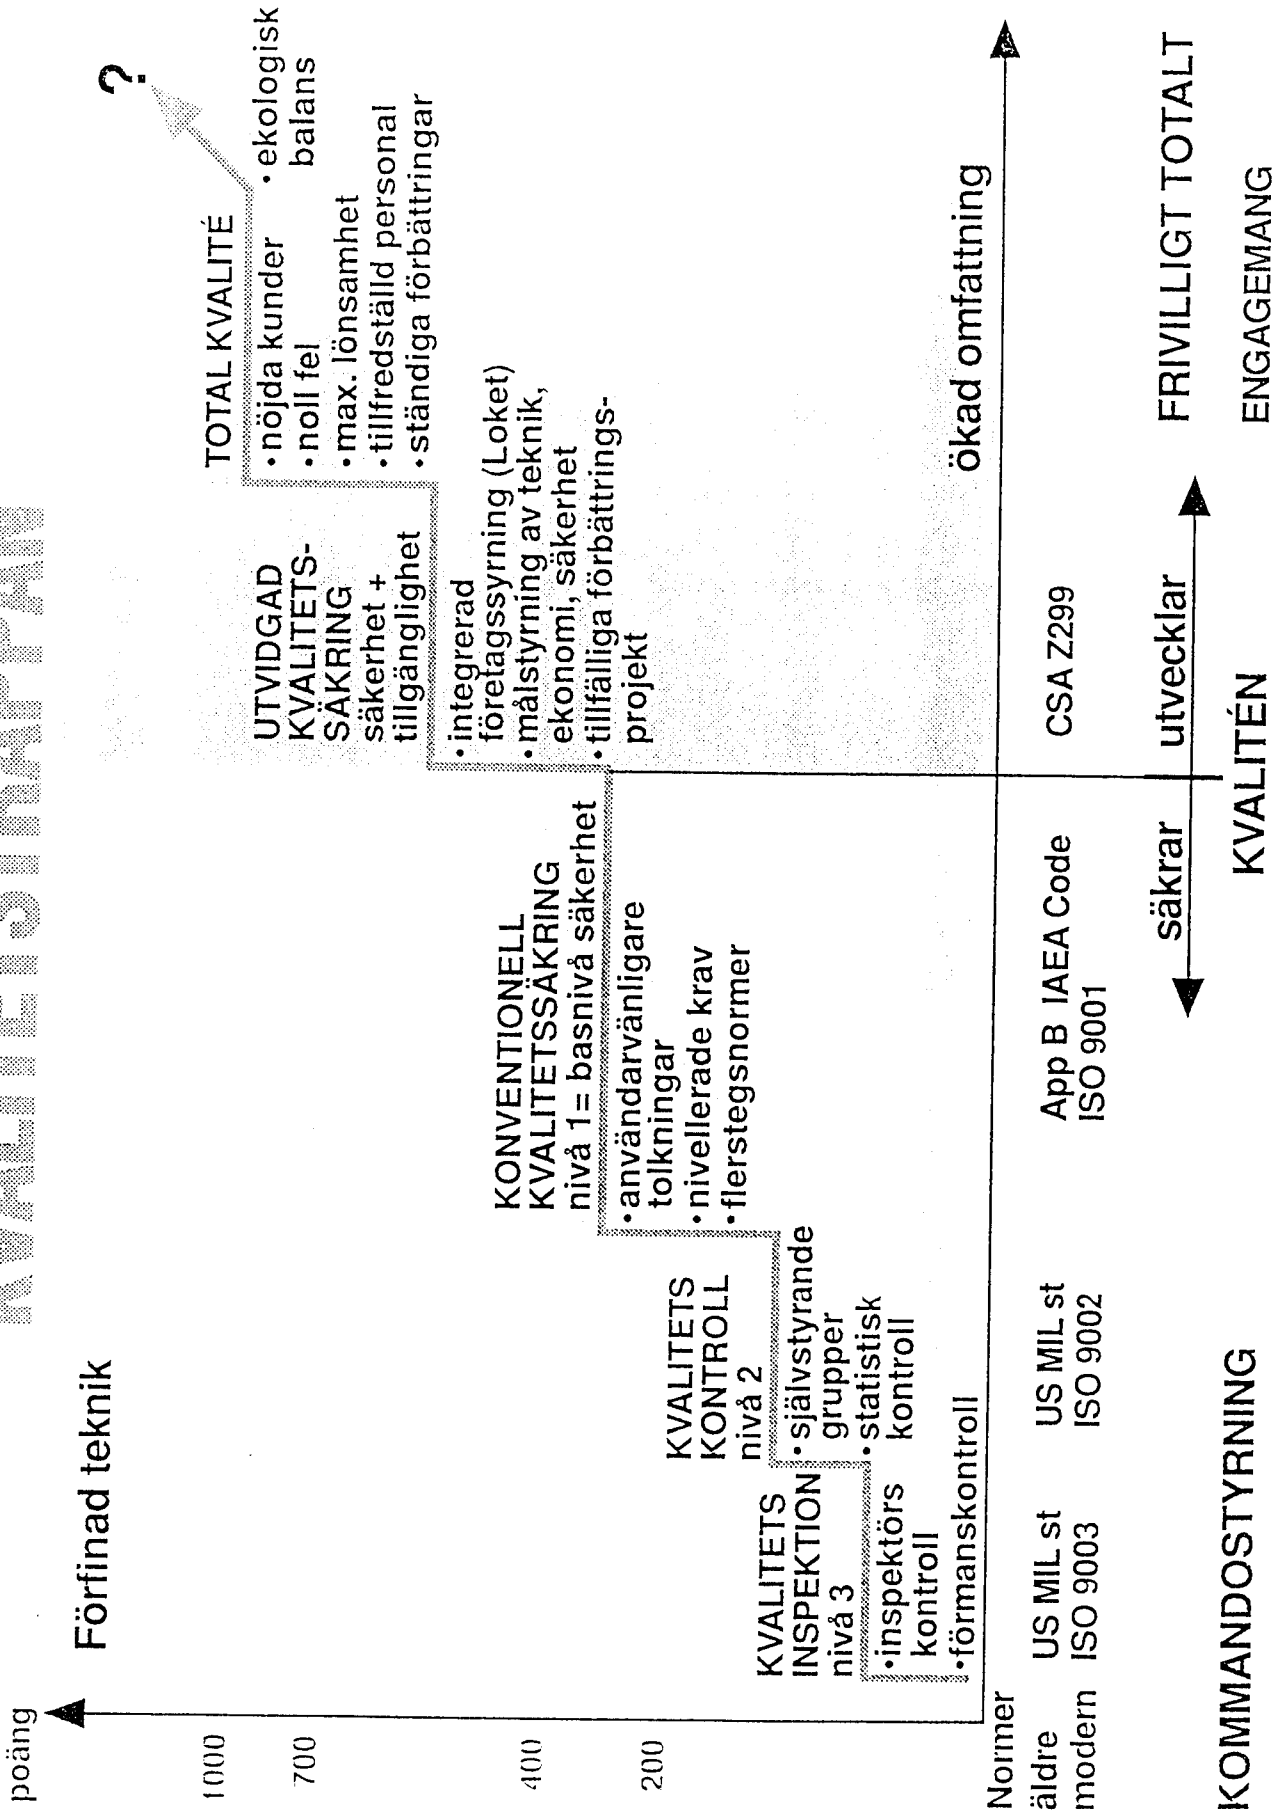 KVALITETSTRAPPAN
poäng
Förfinad teknik
1000
700
400
200
TOTAL KVALITÉ
• nöjda kunder
• noll fel
• max. lönsamhet
• tillfredställd personal
• ständiga förbättringar
• ekologisk
balans
?
UTVIDGAD
KVALITETS-
SÄKRING
säkerhet +
tillgänglighet
• integrerad
företagssyrning (Loket)
• målstyrning av teknik,
ekonomi, säkerhet
• tillfälliga förbättrings-
projekt
KONVENTIONELL
KVALITETSSÄKRING
nivå 1= basnivå säkerhet
• användarvänligare
tolkningar
• nivellerade krav
• flerstegsnormer
KVALITETS
KONTROLL
nivå 2
• självstyrande
grupper
• statistisk
kontroll
KVALITETS
INSPEKTION
nivå 3
• inspektörs
kontroll
• förmanskontroll
ökad omfattning
Normer
äldre US MIL st US MIL st App B IAEA Code CSA Z299
modern ISO 9003 ISO 9002 ISO 9001
säkrar utvecklar
KVALITÉN
KOMMANDOSTYRNING
FRIVILLIGT TOTALT
ENGAGEMANG